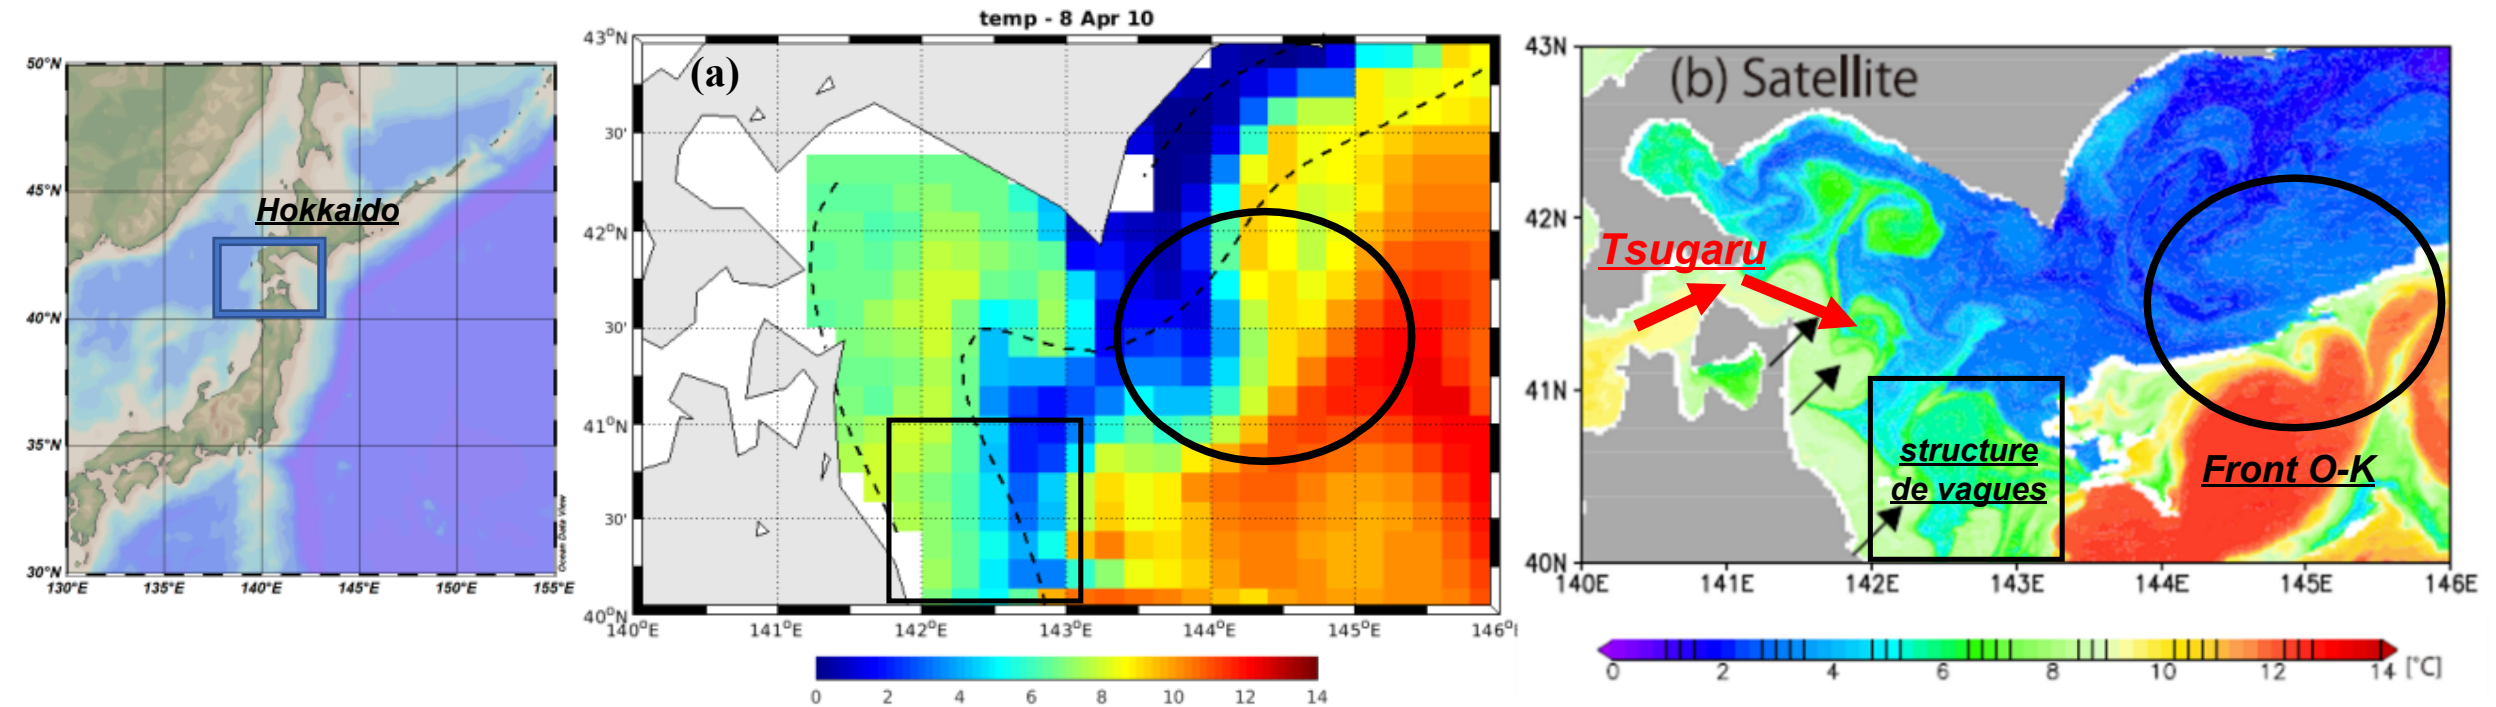 50°N
45°N
40°N
35°N
30°N
130°E 135°E 140°E 145°E 150°E 155°E
Hokkaido
Ocean Data View
temp - 8 Apr 10
(a)
43°N
30'
42°N
30'
41°N
30'
40°N
140°E 141°E 142°E 143°E 144°E 145°E 146°
0 2 4 6 8 10 12 14
(b) Satellite
43N
42N
41N
40N
140E 141E 142E 143E 144E 145E 146E
Tsugaru
structure
de vagues
Front O-K
0 2 4 6 8 10 12 14 [°C]